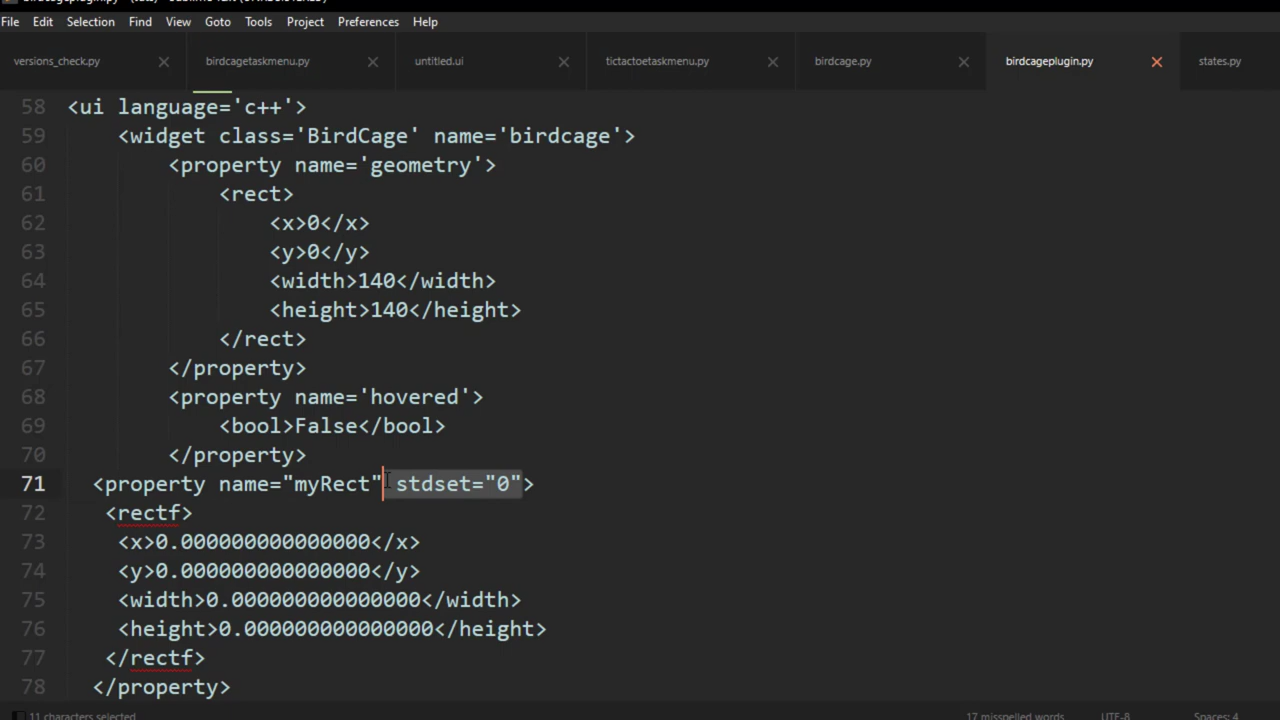 File Edit Selection View Goto Tools Project Preferences Help
versions_check.py birdcagetaskmenu.py untitled.ui tictactoetaskmenu.py birdcage.py birdcageplugin.py states.py
58 <ui language='c++'>
59 <widget class='BirdCage' name='birdcage'>
60 <property name='geometry'>
61 <rect>
62 <x>0</x>
63 <y>0</y>
64 <width>140</width>
65 <height>140</height>
66 </rect>
67 </property>
68 <property name='hovered'>
69 <bool>False</bool>
70 </property>
71 <property name="myRect" stdset="0">
72 <rectf>
73 <x>0.000000000000000</x>
74 <y>0.000000000000000</y>
75 <width>0.000000000000000</width>
76 <height>0.000000000000000</height>
77 </rectf>
78 </property>
11 characters selected 17 misspelled words UTF-8 Spaces: 4